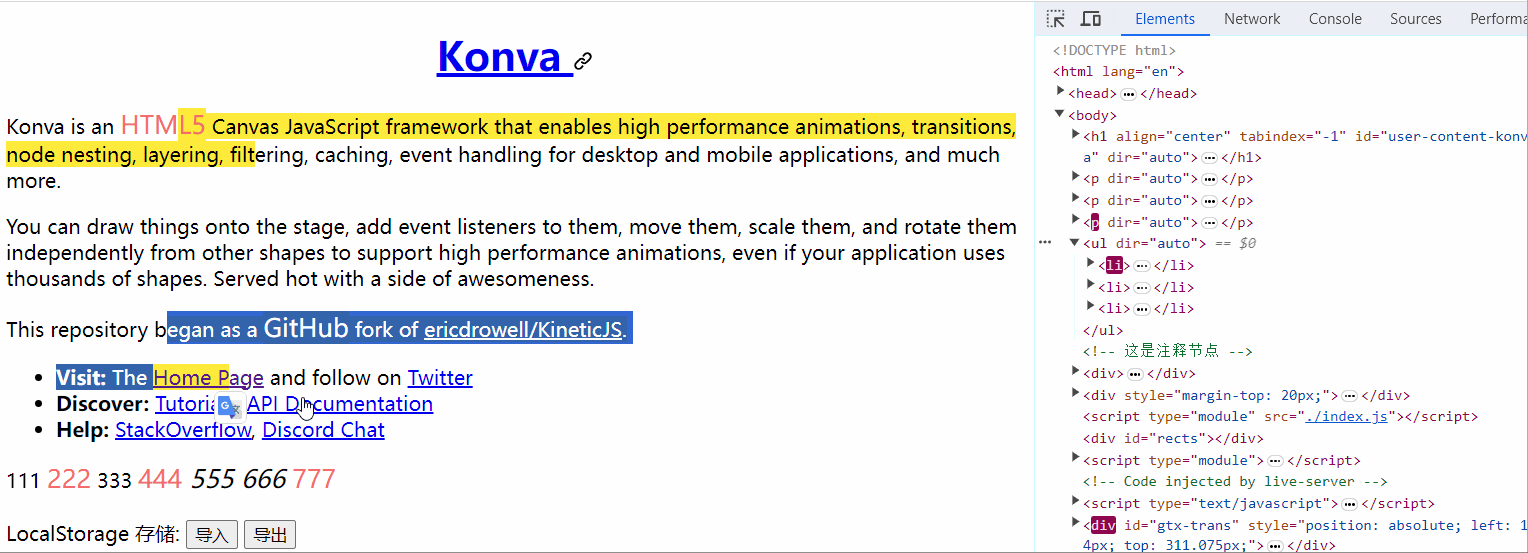 Konva
Konva is an HTML5 Canvas JavaScript framework that enables high performance animations, transitions,
node nesting, layering, filtering, caching, event handling for desktop and mobile applications, and much
more.
You can draw things onto the stage, add event listeners to them, move them, scale them, and rotate them
independently from other shapes to support high performance animations, even if your application uses
thousands of shapes. Served hot with a side of awesomeness.
This repository began as a GitHub fork of ericdrowell/KineticJS.
• Visit: The Home Page and follow on Twitter
• Discover: API Documentation
• Help: StackOverflow, Discord Chat
111 222 333 444 555 666 777
LocalStorage 存储: 导入 导出
Elements Network Console Sources Performa
<!DOCTYPE html>
<html lang="en">
<head> ••• </head>
<body>
<h1 align="center" tabindex="-1" id="user-content-konv
a" dir="auto"> ••• </h1>
<p dir="auto"> ••• </p>
<p dir="auto"> ••• </p>
<p dir="auto"> ••• </p>
••• <ul dir="auto"> == $0
<li> ••• </li>
<li> ••• </li>
<li> ••• </li>
</ul>
<!-- 这是注释节点 -->
<div> ••• </div>
<div style="margin-top: 20px;"> ••• </div>
<script type="module" src="./index.js"></script>
<div id="rects"></div>
<script type="module"> ••• </script>
<!-- Code injected by live-server -->
<script type="text/javascript"> ••• </script>
<div id="gtx-trans" style="position: absolute; left: 1
4px; top: 311.075px;"> ••• </div>